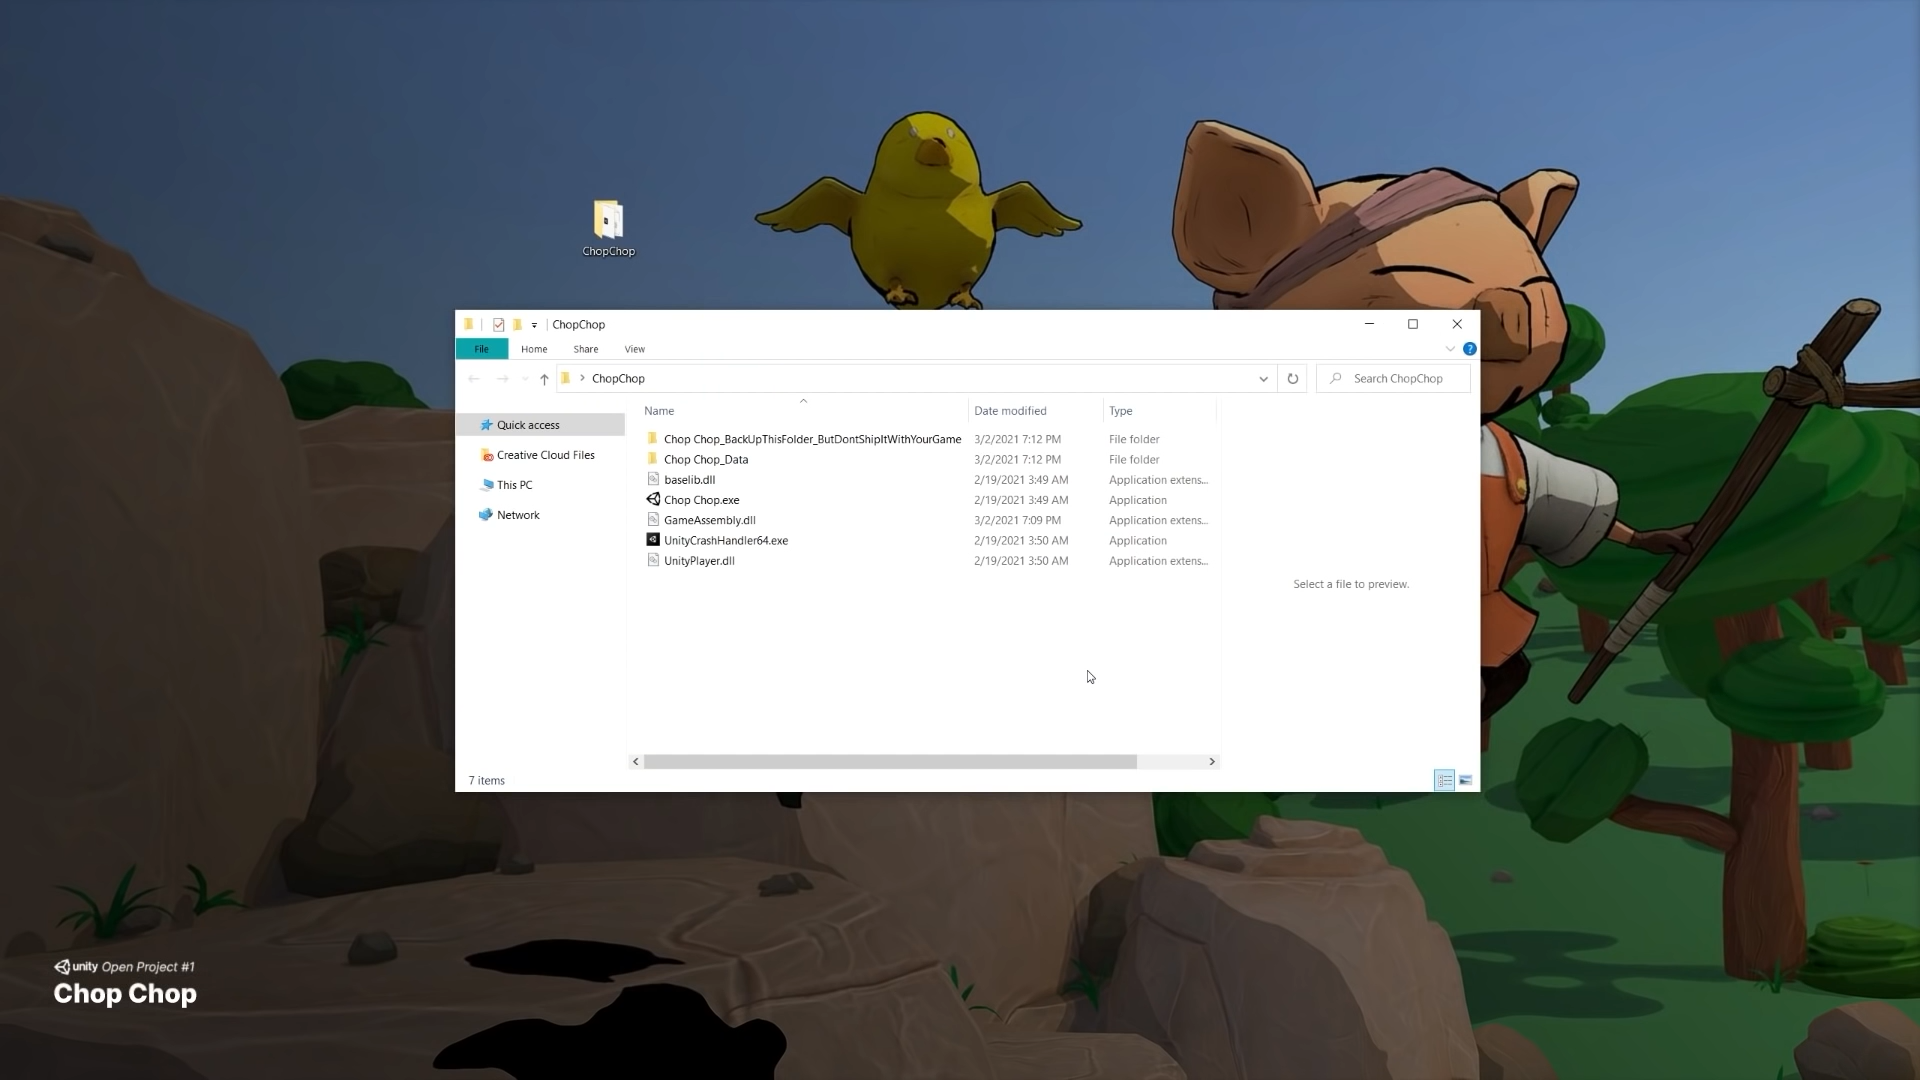 ChopChop
ChopChop
File Home Share View
ChopChop Search ChopChop
Name Date modified Type
Quick access
Creative Cloud Files
This PC
Network
Chop Chop_BackUpThisFolder_ButDontShipItWithYourGame 3/2/2021 7:12 PM File folder
Chop Chop_Data 3/2/2021 7:12 PM File folder
baselib.dll 2/19/2021 3:49 AM Application extens...
Chop Chop.exe 2/19/2021 3:49 AM Application
GameAssembly.dll 3/2/2021 7:09 PM Application extens...
UnityCrashHandler64.exe 2/19/2021 3:50 AM Application
UnityPlayer.dll 2/19/2021 3:50 AM Application extens...
Select a file to preview.
7 items
unity Open Project #1
Chop Chop